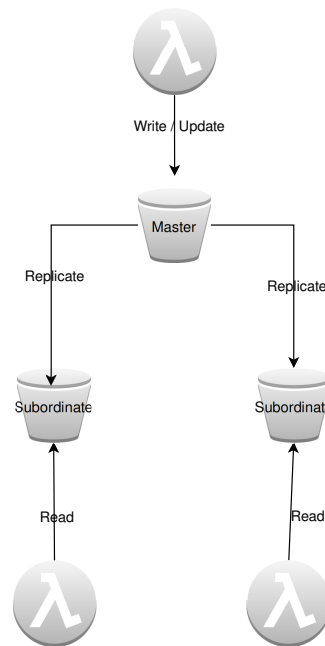 λ
Write / Update
Master
Replicate
Replicate
Subordinate
Subordinat
Read
Read
λ
λ